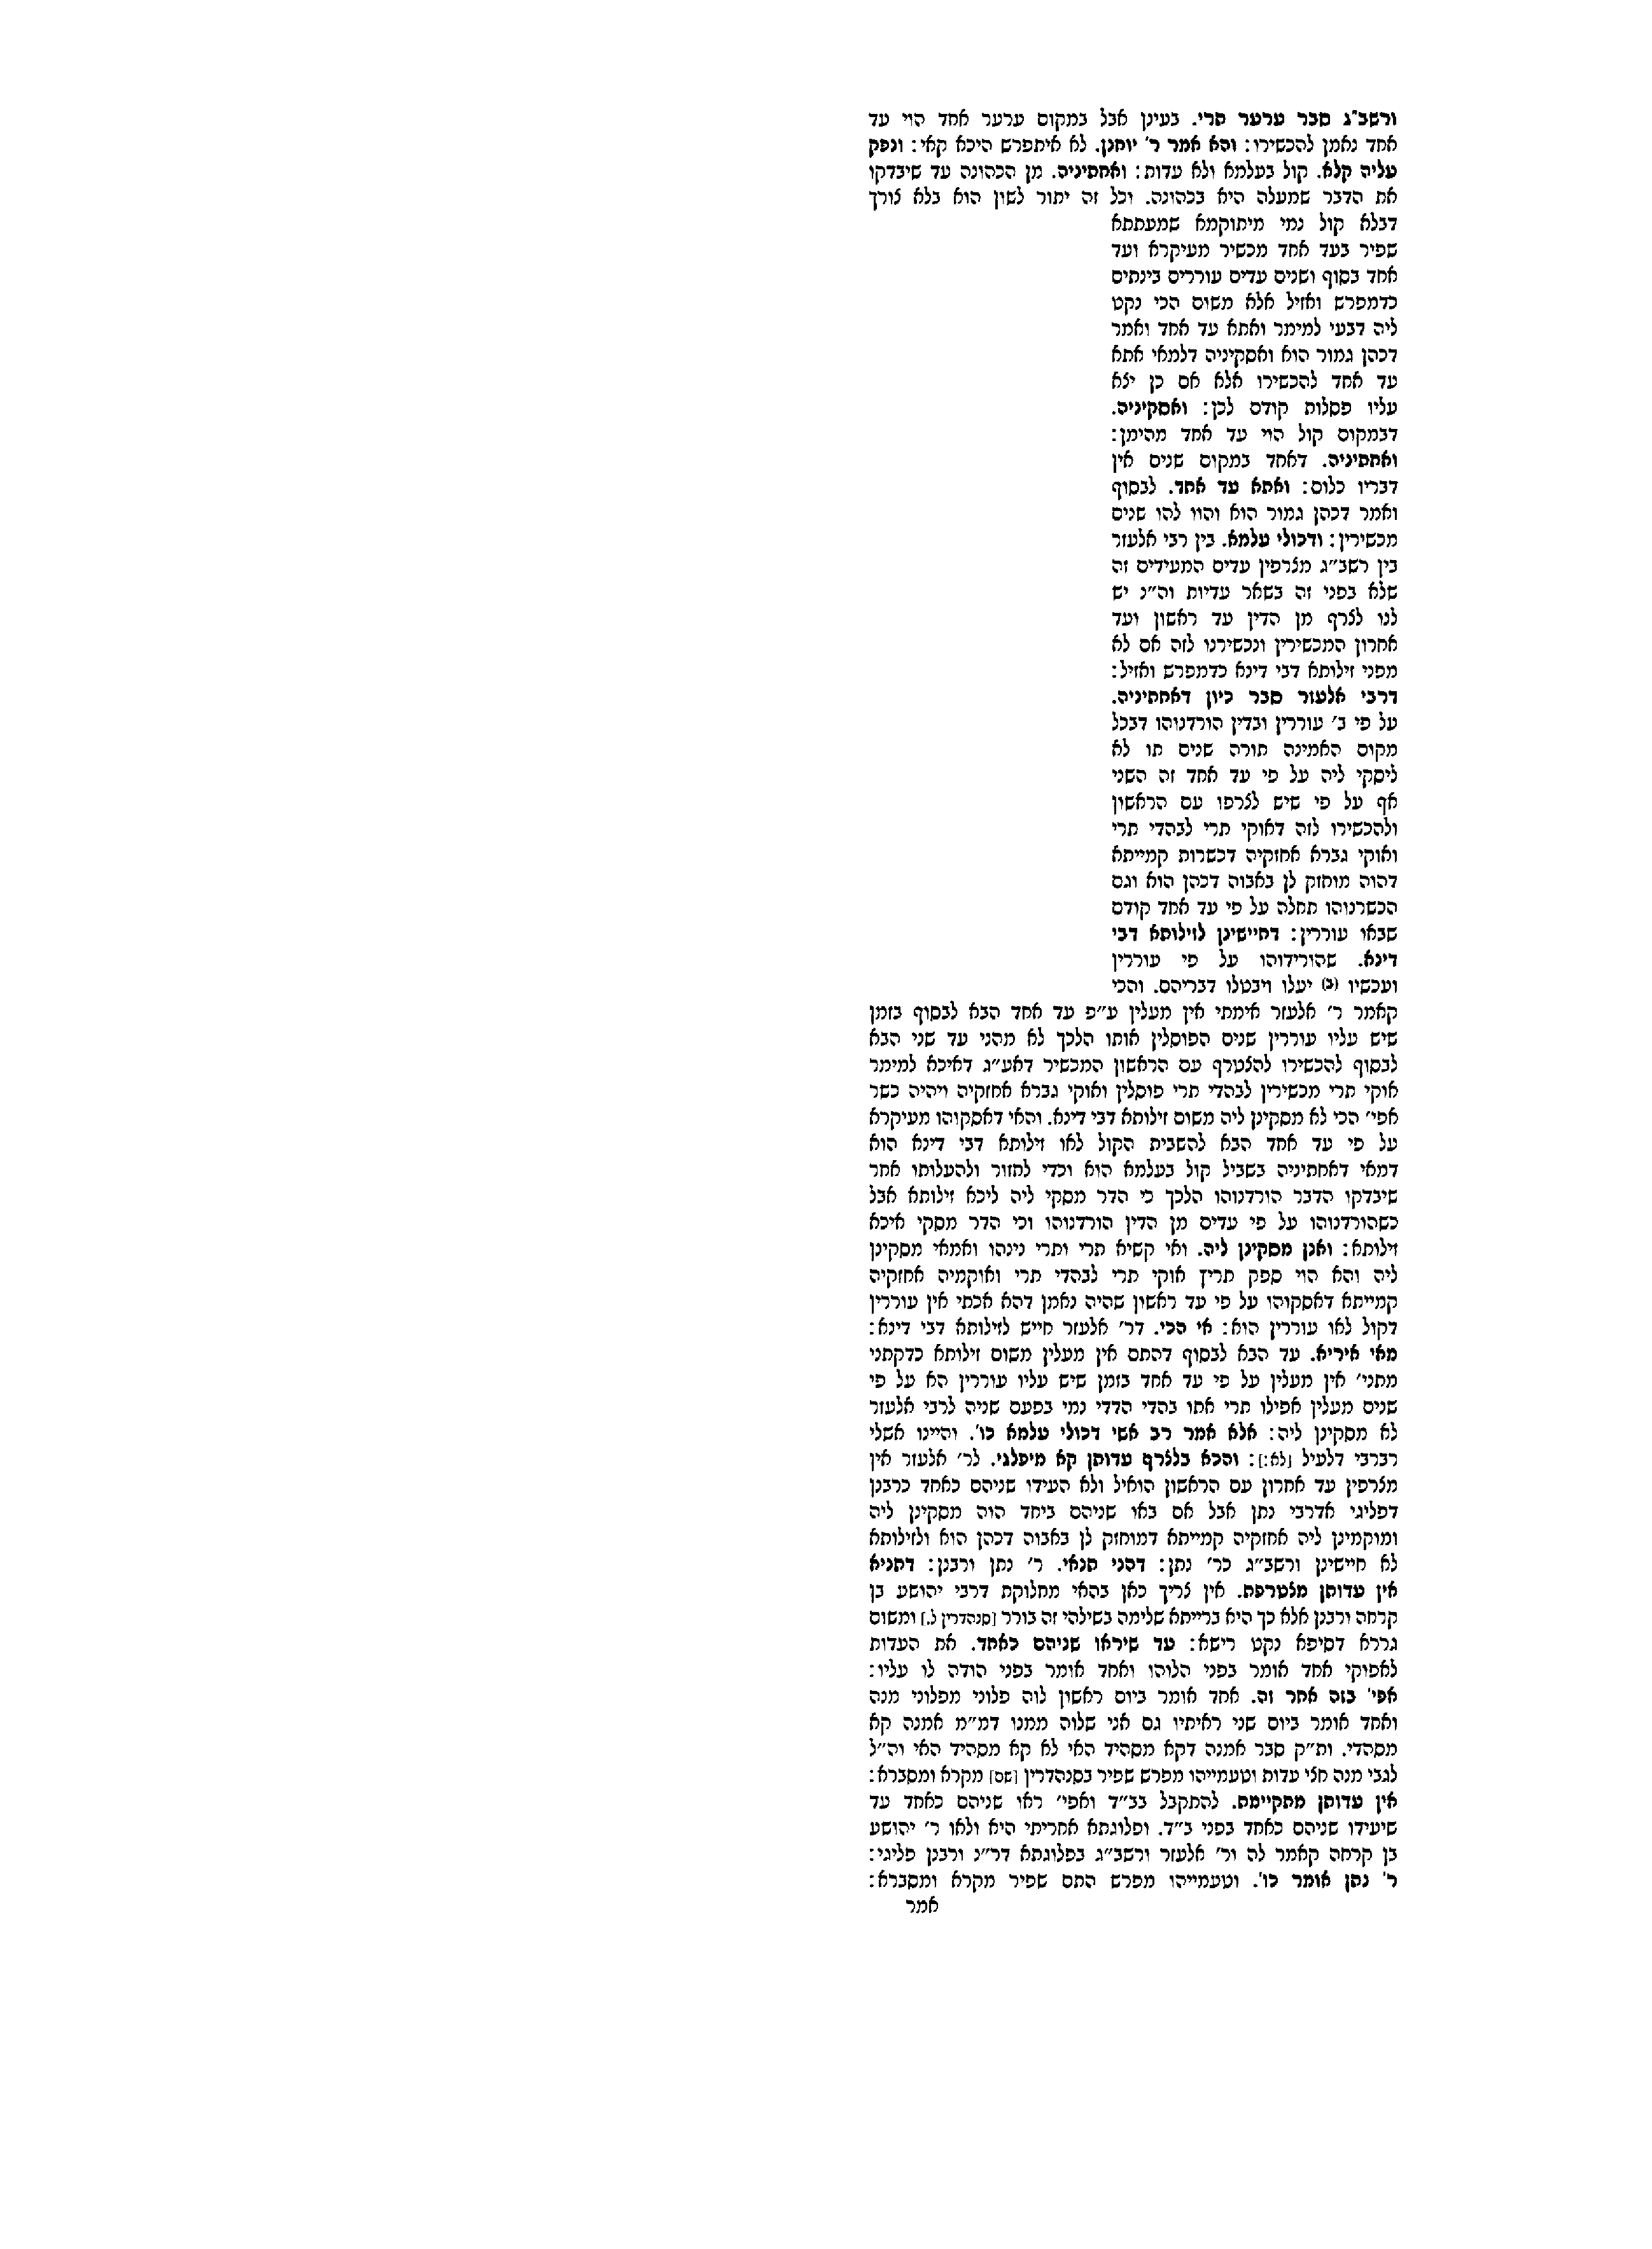 ורשב"ג סבר ערער תרי. בעינן אבל במקום ערער אחד הוי עד
אחד נאמן להכשירו: והא אמר ר' יוחנן. לא איתפרש היכא קאי: ונפק
עליה קלא. קול בעלמא ולא עדות: ואחתיניה. מן הכהונה עד שיבדקו
את הדבר שמעלה היא בכהונה. וכל זה יתור לשון הוא בלא צורך
דבלא קול נמי מיתוקמא שמעתתא
שפיר בעד אחד מכשיר מעיקרא ועד
אחד בסוף ושנים עדים עוררים בינתים
כדמפרש ואזיל אלא משום הכי נקט
ליה דבעי למימר ואתא עד אחד ואמר
דכהן גמור הוא ואסקיניה דלמאי אתא
עד אחד להכשירו אלא אם כן יצא
עליו פסלות קודם לכן: ואסקיניה.
דבמקום קול הוי עד אחד מהימן:
ואחתיניה. דאחד במקום שנים אין
דבריו כלום: ואתא עד אחד. לבסוף
ואמר דכהן גמור הוא והוו להו שנים
מכשירין: ודכולי עלמא. בין רבי אלעזר
בין רשב"ג מצרפין עדים המעידים זה
שלא בפני זה בשאר עדיות וה"נ יש
לנו לצרף מן הדין עד ראשון ועד
אחרון המכשירין ונכשירנו לזה אם לא
מפני זילותא דבי דינא כדמפרש ואזיל:
דרבי אלעזר סבר כיון דאחתיניה.
על פי ב' עוררין ובדין הורדנוהו דבכל
מקום האמינה תורה שנים תו לא
ליסקי ליה על פי עד אחד זה השני
אף על פי שיש לצרפו עם הראשון
ולהכשירו לזה דאוקי תרי לבהדי תרי
ואוקי גברא אחזקיה דכשרות קמייתא
דהוה מוחזק לן באבוה דכהן הוא וגם
הכשרנוהו תחלה על פי עד אחד קודם
שבאו עוררין: דחיישינן לזילותא דבי
דינא. שהורידוהו על פי עוררין
ועכשיו (ב) יעלו ויבטלו דבריהם. והכי
קאמר ר' אלעזר אימתי אין מעלין ע"פ עד אחד הבא לבסוף בזמן
שיש עליו עוררין שנים הפוסלין אותו הלכך לא מהני עד שני הבא
לבסוף להכשירו להצטרף עם הראשון המכשיר דאע"ג דאיכא למימר
אוקי תרי מכשירין לבהדי תרי פוסלין ואוקי גברא אחזקיה ויהיה כשר
אפי' הכי לא מסקינן ליה משום זילותא דבי דינא. והאי דאסקוהו מעיקרא
על פי עד אחד הבא להשבית הקול לאו זילותא דבי דינא הוא
דמאי דאחתיניה בשביל קול בעלמא הוא וכדי לחזור ולהעלותו אחר
שיבדקו הדבר הורדנוהו הלכך כי הדר מסקי ליה ליכא זילותא אבל
כשהורדנוהו על פי עדים מן הדין הורדנוהו וכי הדר מסקי איכא
זילותא: ואנן מסקינן ליה. ואי קשיא תרי ותרי נינהו ואמאי מסקינן
ליה והא הוי ספק תריץ אוקי תרי לבהדי תרי ואוקמיה אחזקיה
קמייתא דאסקוהו על פי עד ראשון שהיה נאמן דהא אכתי אין עוררין
דקול לאו עוררין הוא: אי הכי. דר' אלעזר חייש לזילותא דבי דינא:
מאי איריא. עד הבא לבסוף דהתם אין מעלין משום זילותא כדקתני
מתני' אין מעלין על פי עד אחד בזמן שיש עליו עוררין הא על פי
שנים מעלין אפילו תרי אתו בהדי הדדי נמי בפעם שניה לרבי אלעזר
לא מסקינן ליה: אלא אמר רב אשי דכולי עלמא כו'. והיינו אשלי
רברבי דלעיל [לא:]: והכא בלצרף עדותן קא מיפלגי. לר' אלעזר אין
מצרפין עד אחרון עם הראשון הואיל ולא העידו שניהם כאחד כרבנן
דפליגי אדרבי נתן אבל אם באו שניהם ביחד הוה מסקינן ליה
ומוקמינן ליה אחזקיה קמייתא דמוחזק לן באבוה דכהן הוא ולזילותא
לא חיישינן ורשב"ג כר' נתן: דהני תנאי. ר' נתן ורבנן: דתניא
אין עדותן מצטרפת. אין צריך כאן בהאי מחלוקת דרבי יהושע בן
קרחה ורבנן אלא כך היא ברייתא שלימה בשילהי זה בורר [סנהדרין ל.] ומשום
גררא דסיפא נקט רישא: עד שיראו שניהם כאחד. את העדות
לאפוקי אחד אומר בפני הלוהו ואחד אומר בפני הודה לו עליו:
אפי' בזה אחר זה. אחד אומר ביום ראשון לוה פלוני מפלוני מנה
ואחד אומר ביום שני ראיתיו גם אני שלוה ממנו דמ"מ אמנה קא
מסהדי. ות"ק סבר אמנה דקא מסהיד האי לא קא מסהיד האי וה"ל
לגבי מנה חצי עדות וטעמייהו מפרש שפיר בסנהדרין [שם] מקרא ומסברא:
אין עדותן מתקיימת. להתקבל בב"ד ואפי' ראו שניהם כאחד עד
שיעידו שניהם כאחד בפני ב"ד. ופלוגתא אחריתי היא ולאו ר' יהושע
בן קרחה קאמר לה ור' אלעזר ורשב"ג בפלוגתא דר"נ ורבנן פליגי:
ר' נתן אומר כו'. וטעמייהו מפרש התם שפיר מקרא ומסברא:
אמר